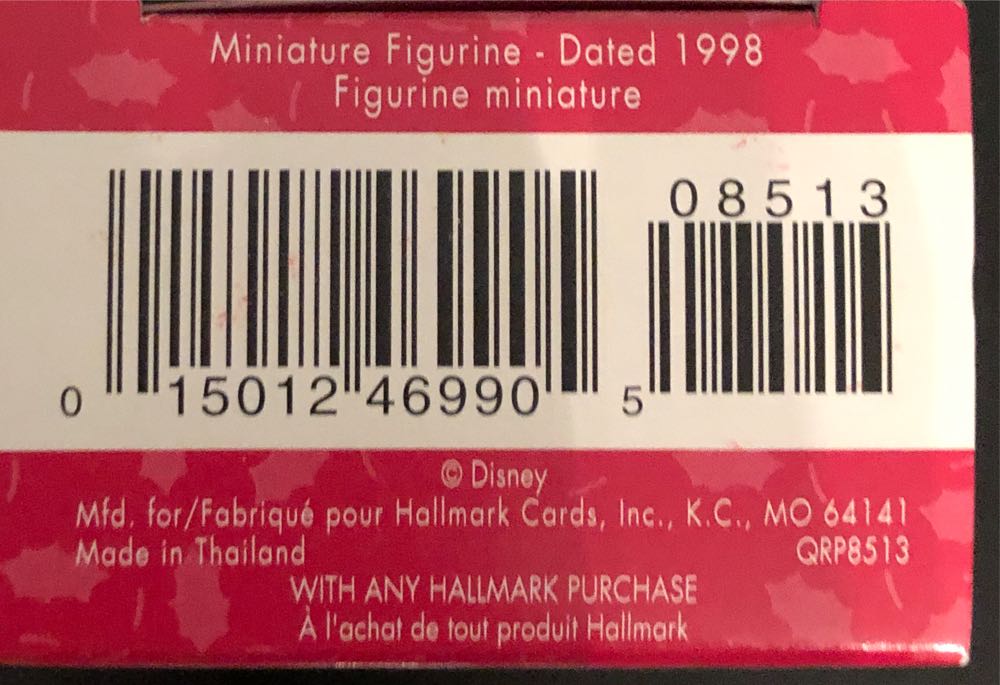 Miniature Figurine - Dated 1998
Figurine miniature
08513
0 15012 46990 5
© Disney
Mfd. for/Fabriqué pour Hallmark Cards, Inc., K.C., MO 64141
Made in Thailand QRP8513
WITH ANY HALLMARK PURCHASE
À l'achat de tout produit Hallmark